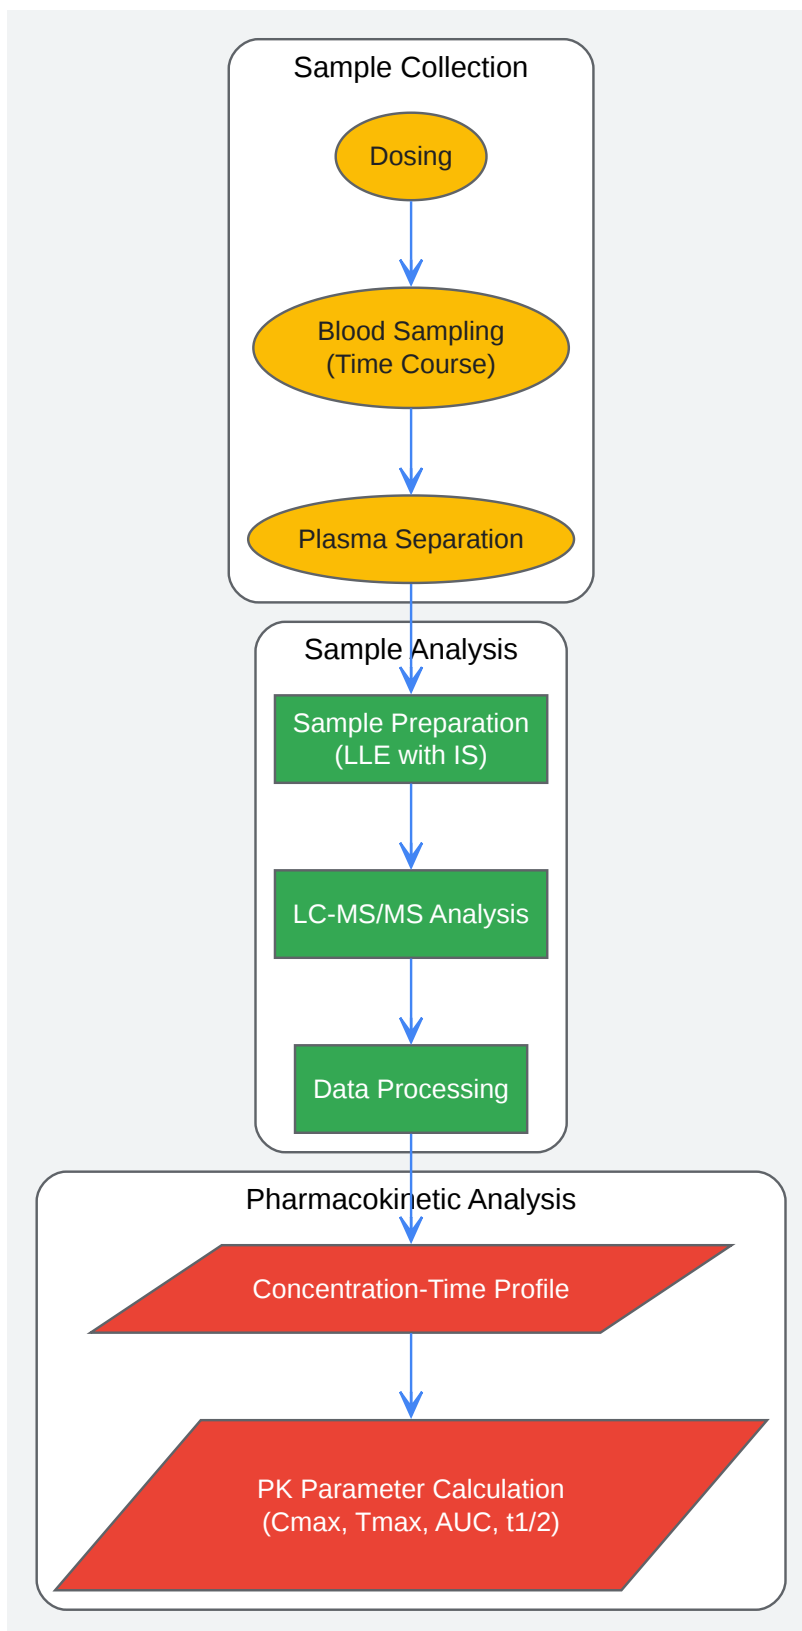 Sample Collection
Dosing
Blood Sampling
(Time Course)
Plasma Separation
Sample Analysis
Sample Preparation
(LLE with IS)
LC-MS/MS Analysis
Data Processing
Pharmacokinetic Analysis
Concentration-Time Profile
PK Parameter Calculation
(Cmax, Tmax, AUC, t1/2)